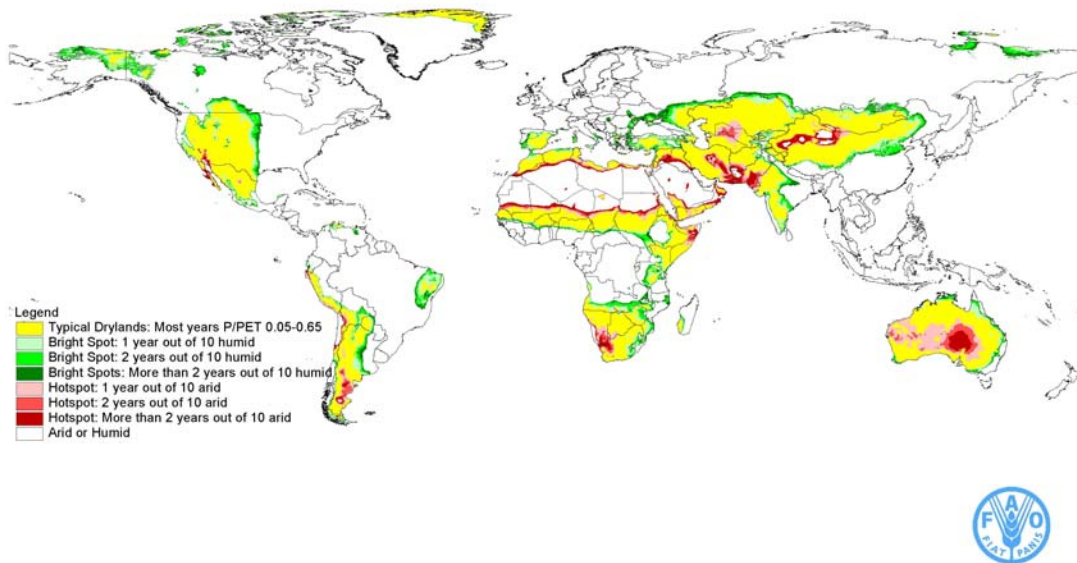 Legend
Typical Drylands: Most years P/PET 0.05-0.65
Bright Spot: 1 year out of 10 humid
Bright Spot: 2 years out of 10 humid
Bright Spots: More than 2 years out of 10 humid
Hotspot: 1 year out of 10 arid
Hotspot: 2 years out of 10 arid
Hotspot: More than 2 years out of 10 arid
Arid or Humid
F A O
FIAT PANIS